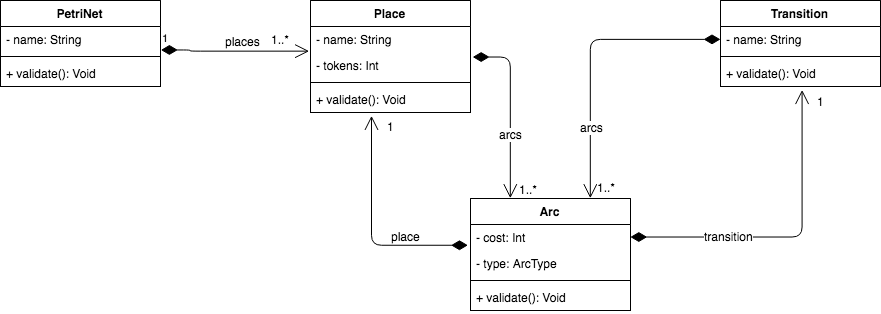 PetriNet
- name: String
+ validate(): Void
1
places
1..*
Place
- name: String
- tokens: Int
+ validate(): Void
Transition
- name: String
+ validate(): Void
1
1
arcs
arcs
1..*
1..*
place
transition
Arc
- cost: Int
- type: ArcType
+ validate(): Void